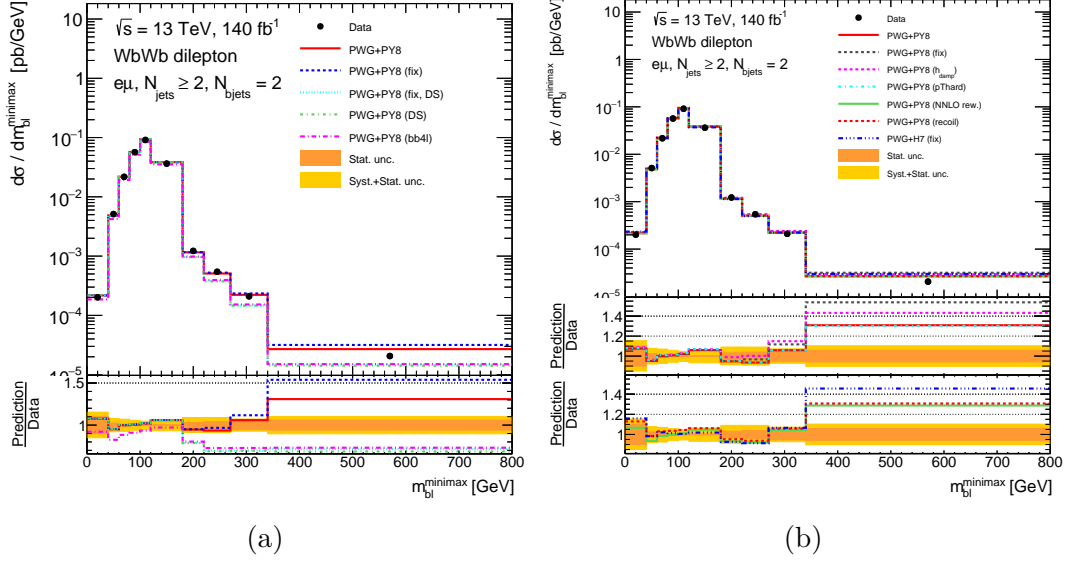 √s = 13 TeV, 140 fb⁻¹
WbWb dilepton
eμ, N_jets ≥ 2, N_bjets = 2
Data
PWG+PY8
PWG+PY8 (fix)
PWG+PY8 (fix, DS)
PWG+PY8 (DS)
PWG+PY8 (bb4l)
Stat. unc.
Syst.+Stat. unc.
dσ / dm_bl^minimax [pb/GeV]
10
1
10⁻¹
10⁻²
10⁻³
10⁻⁴
10⁻⁵
Prediction
Data
1.5
1
0 100 200 300 400 500 600 700 800
m_bl^minimax [GeV]
(a)
√s = 13 TeV, 140 fb⁻¹
WbWb dilepton
eμ, N_jets ≥ 2, N_bjets = 2
Data
PWG+PY8
PWG+PY8 (fix)
PWG+PY8 (h_damp)
PWG+PY8 (pThard)
PWG+PY8 (NNLO rew.)
PWG+PY8 (recoil)
PWG+H7 (fix)
Stat. unc.
Syst.+Stat. unc.
dσ / dm_bl^minimax [pb/GeV]
10
1
10⁻¹
10⁻²
10⁻³
10⁻⁴
10⁻⁵
Prediction
Data
1.4
1.2
1
Prediction
Data
1.4
1.2
1
0 100 200 300 400 500 600 700 800
m_bl^minimax [GeV]
(b)